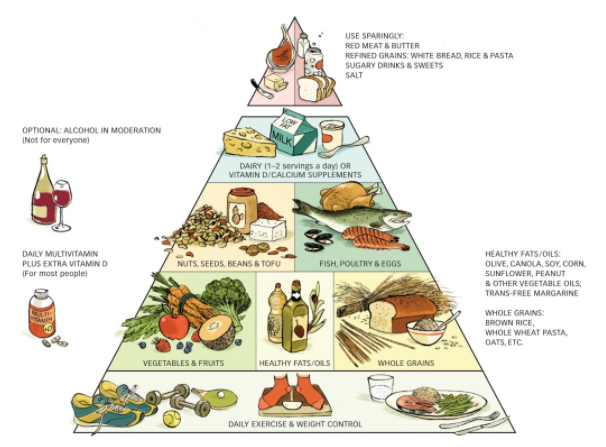 USE SPARINGLY:
RED MEAT & BUTTER
REFINED GRAINS: WHITE BREAD, RICE & PASTA
SUGARY DRINKS & SWEETS
SALT
OPTIONAL: ALCOHOL IN MODERATION
(Not for everyone)
LOW
FAT
MILK
DAIRY (1–2 servings a day) OR
VITAMIN D/CALCIUM SUPPLEMENTS
NUTS, SEEDS, BEANS & TOFU
FISH, POULTRY & EGGS
DAILY MULTIVITAMIN
PLUS EXTRA VITAMIN D
(For most people)
MULTI-
VITAMIN
+D
HEALTHY FATS/OILS:
OLIVE, CANOLA, SOY, CORN,
SUNFLOWER, PEANUT
& OTHER VEGETABLE OILS;
TRANS-FREE MARGARINE
WHOLE GRAINS:
BROWN RICE,
WHOLE WHEAT PASTA,
OATS, ETC.
VEGETABLES & FRUITS
HEALTHY FATS/OILS
WHOLE GRAINS
DAILY EXERCISE & WEIGHT CONTROL